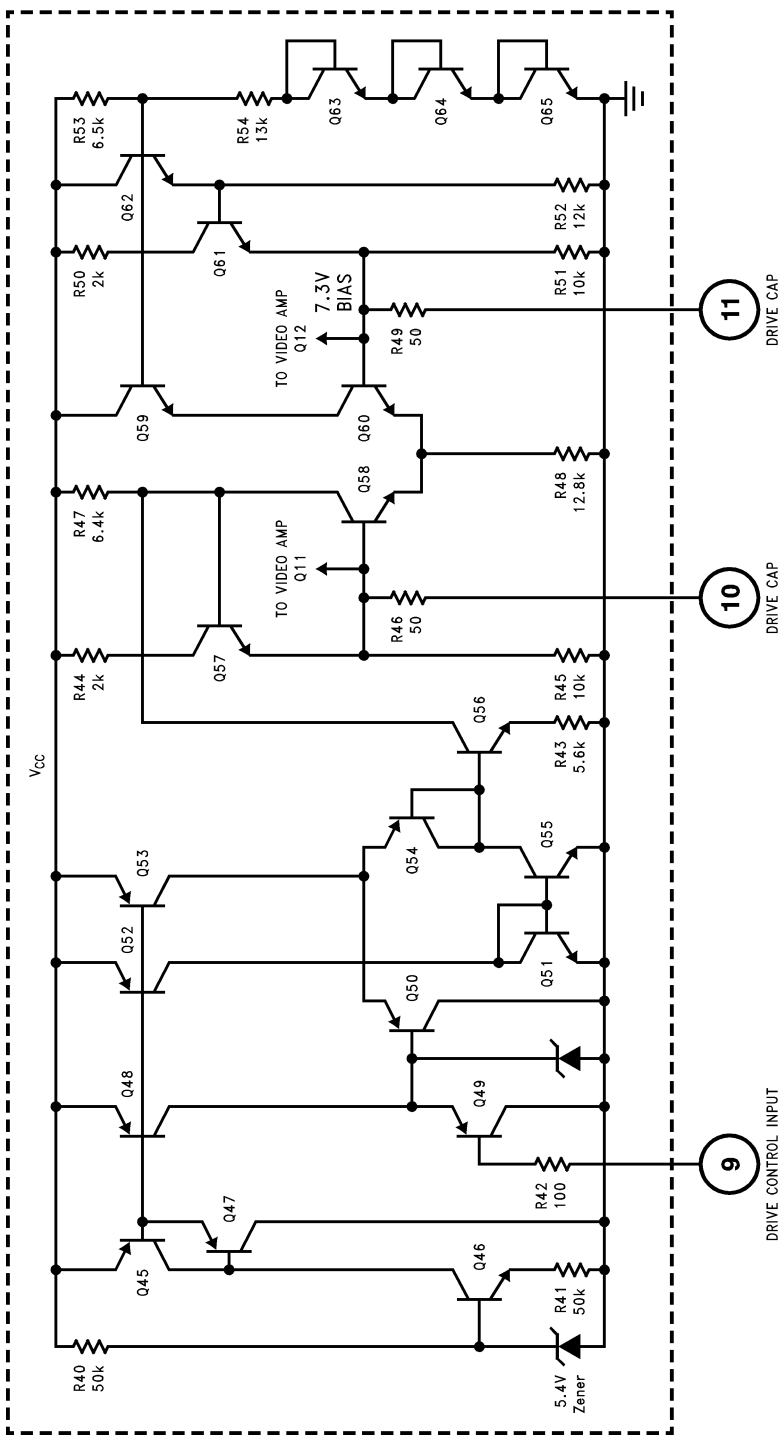 VCC
R40
50k
5.4V
Zener
Q45
Q46
R41
50k
Q47
Q48
Q49
R42
100
9
DRIVE CONTROL INPUT
Q50
Q51
Q52
Q53
Q54
Q55
Q56
R43
5.6k
R44
2k
Q57
R45
10k
R46
50
10
DRIVE CAP
TO VIDEO AMP
Q11
R47
6.4k
Q58
R48
12.8k
Q59
Q60
TO VIDEO AMP
Q12
7.3V
BIAS
R49
50
11
DRIVE CAP
R50
2k
Q61
R51
10k
Q62
R52
12k
R53
6.5k
R54
13k
Q63
Q64
Q65